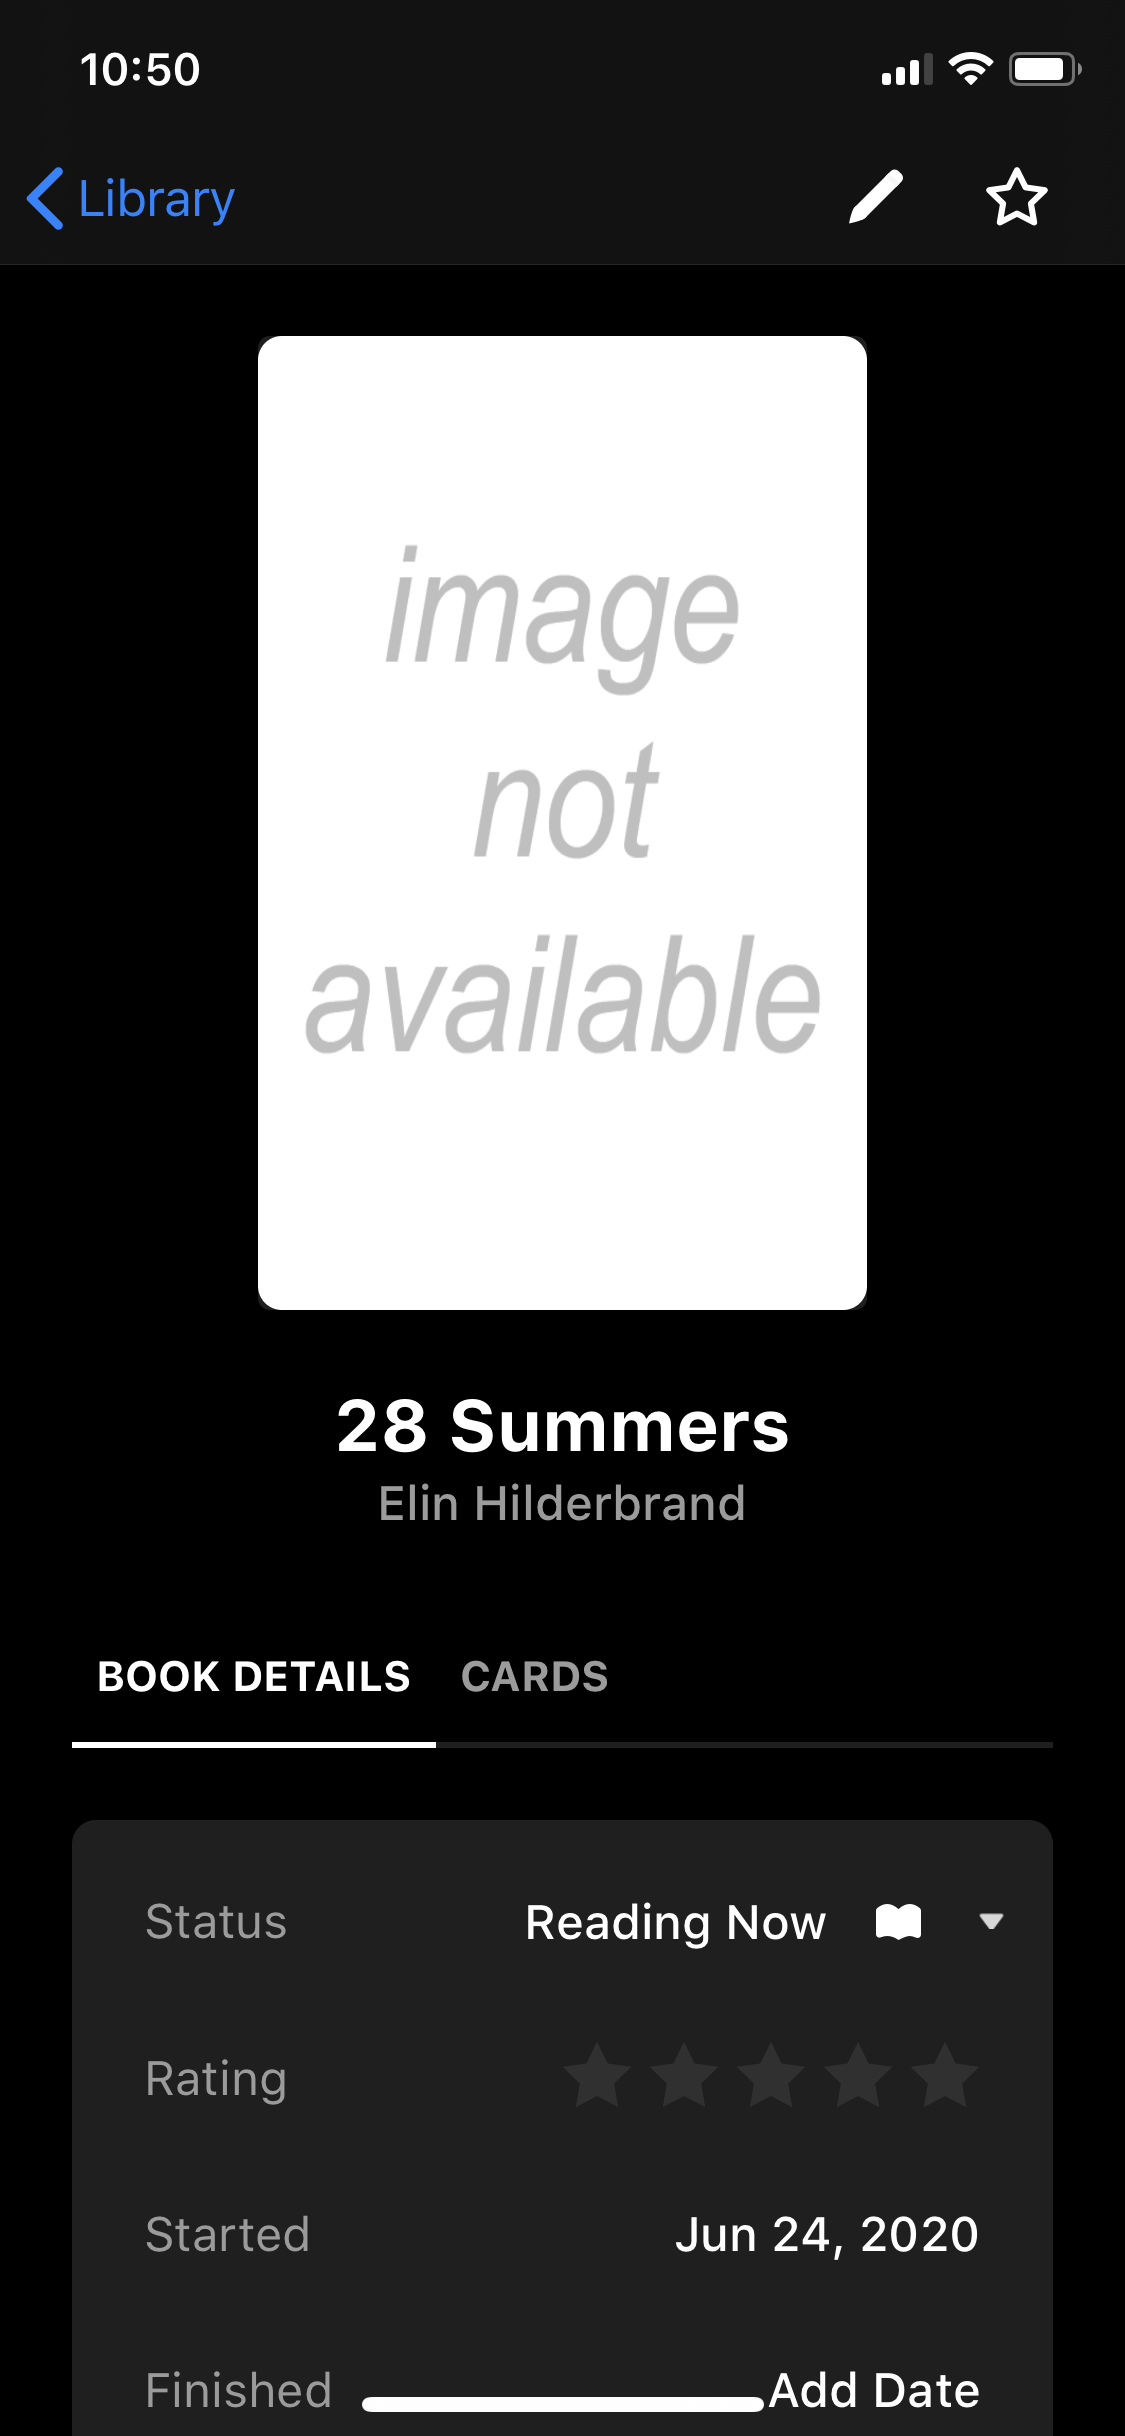 10:50
Library
image
not
available
28 Summers
Elin Hilderbrand
BOOK DETAILS CARDS
Status Reading Now
Rating
Started Jun 24, 2020
Finished Add Date